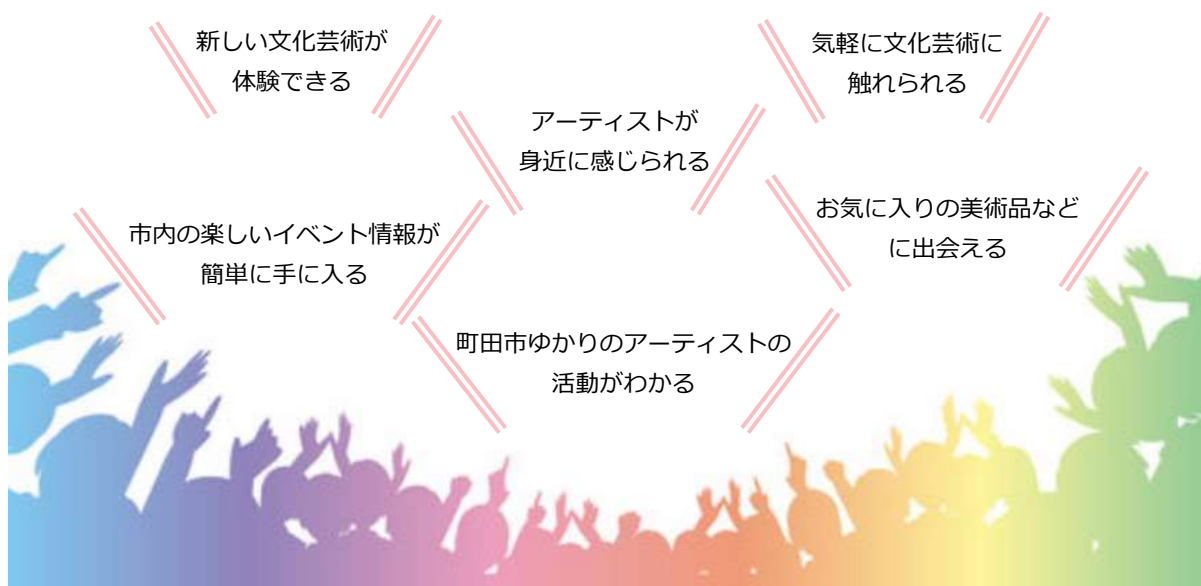 新しい文化芸術が
体験できる
気軽に文化芸術に
触れられる
アーティストが
身近に感じられる
市内の楽しいイベント情報が
簡単に手に入る
お気に入りの美術品など
に出会える
町田市ゆかりのアーティストの
活動がわかる